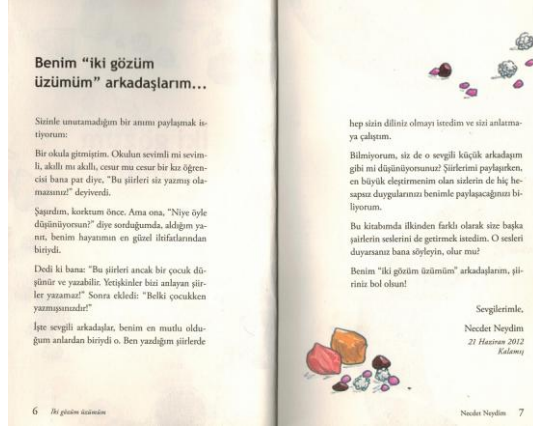 Benim “iki gözüm
üzümüm” arkadaşlarım...
Sizinle unutamadığım bir anımı paylaşmak is-
tiyorum:
Bir okula gitmiştim. Okulun sevimli mi sevim-
li, akıllı mı akıllı, cesur mu cesur bir kız öğren-
cisi bana pat diye, “Bu şiirleri siz yazmış ola-
mazsınız!” deyiverdi.
Şaşırdım, korktum önce. Ama ona, “Niye öyle
düşünüyorsun?” diye sorduğumda, aldığım ya-
nıt, benim hayatımın en güzel iltifatlarından
biriydi.
Dedi ki bana: “Bu şiirleri ancak bir çocuk dü-
şünür ve yazabilir. Yetişkinler bizi anlayan şiir-
ler yazamaz!” Sonra ekledi: “Belki çocukken
yazmışsınızdır!”
İşte sevgili arkadaşlar, benim en mutlu oldu-
ğum anlardan biriydi o. Ben yazdığım şiirlerde
6 İki gözüm üzümüm
hep sizin diliniz olmayı istedim ve sizi anlatma-
ya çalıştım.
Bilmiyorum, siz de o sevgili küçük arkadaşım
gibi mi düşünüyorsunuz? Şiirlerimi paylaşırken,
en büyük eleştirmenim olan sizlerin de hiç he-
sapsız duygularınızı benimle paylaşacağınızı bi-
liyorum.
Bu kitabımda ilkinden farklı olarak size başka
şairlerin seslerini de getirmek istedim. O sesleri
duyarsanız bana söyleyin, olur mu?
Benim “iki gözüm üzümüm” arkadaşlarım, şii-
riniz bol olsun!
Sevgilerimle,
Necdet Neydim
21 Haziran 2012
Kalamış
Necdet Neydim 7